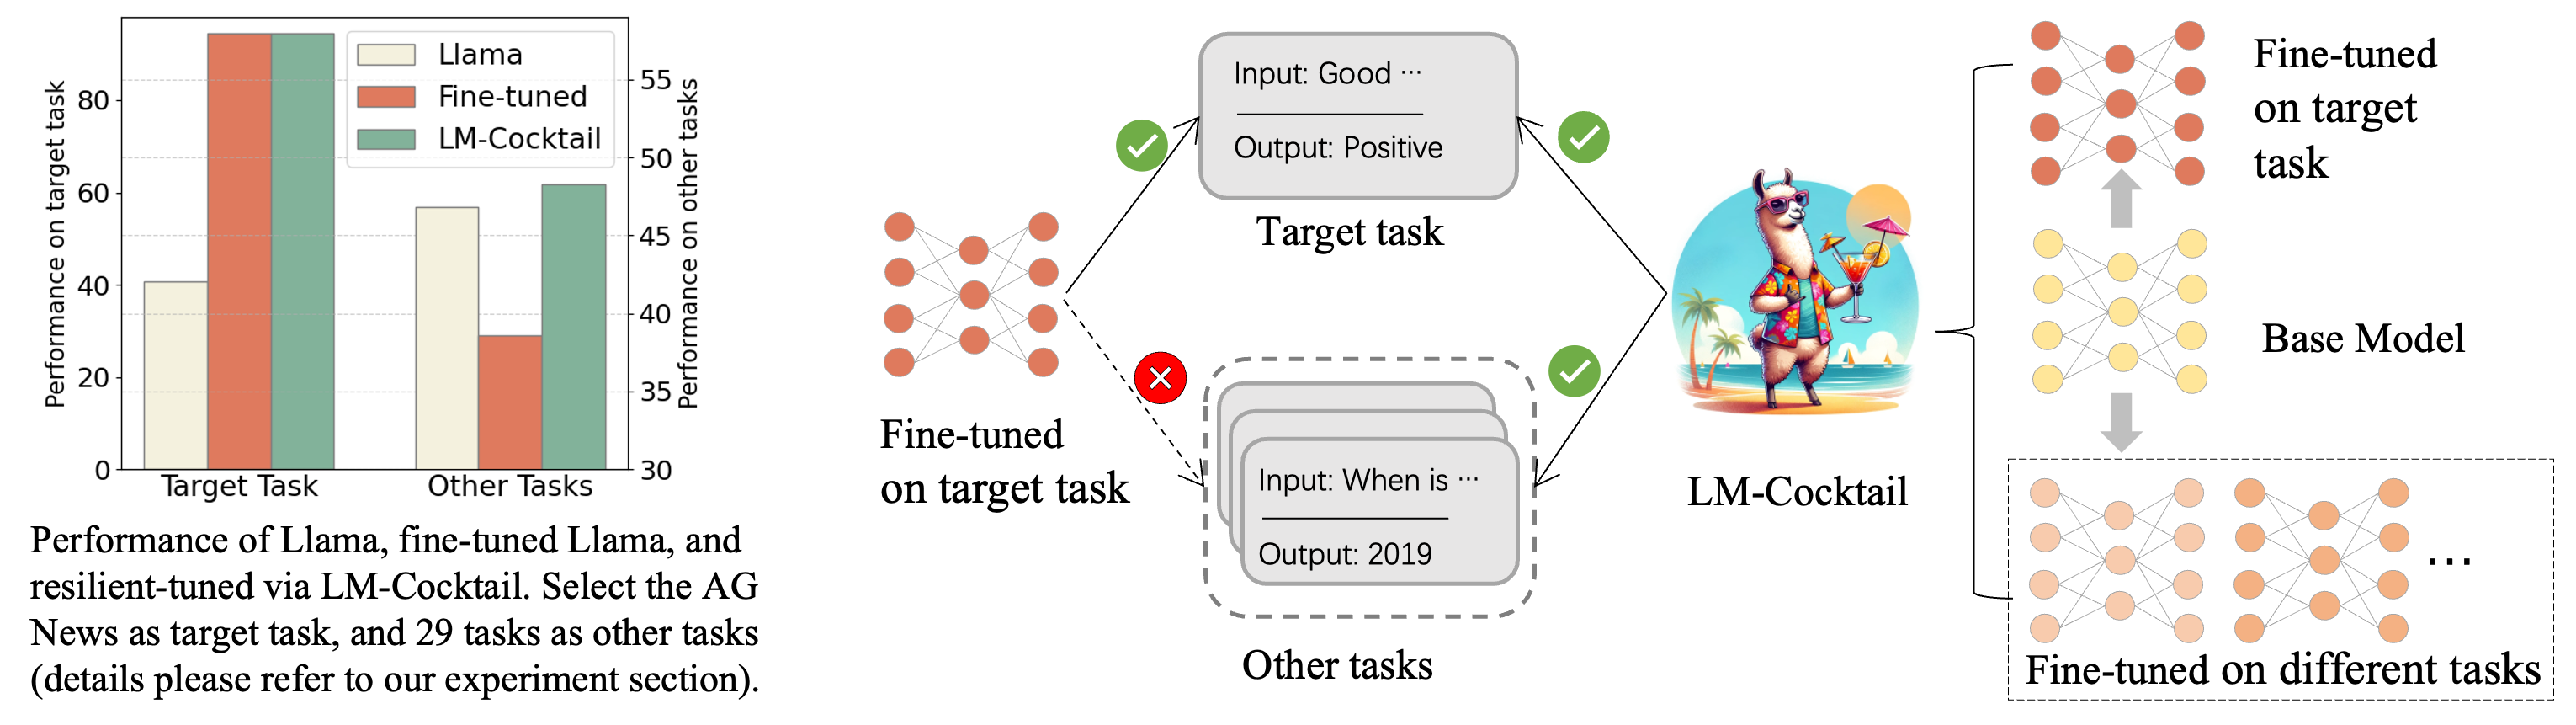 Performance on target task
80
60
40
20
0
Llama
Fine-tuned
LM-Cocktail
55
50
45
40
35
30
Performance on other tasks
Target Task
Other Tasks
Performance of Llama, fine-tuned Llama, and
resilient-tuned via LM-Cocktail. Select the AG
News as target task, and 29 tasks as other tasks
(details please refer to our experiment section).
Fine-tuned
on target task
Input: Good ···
Output: Positive
Target task
Input: When is ···
Output: 2019
Other tasks
LM-Cocktail
Fine-tuned
on target
task
Base Model
...
Fine-tuned on different tasks